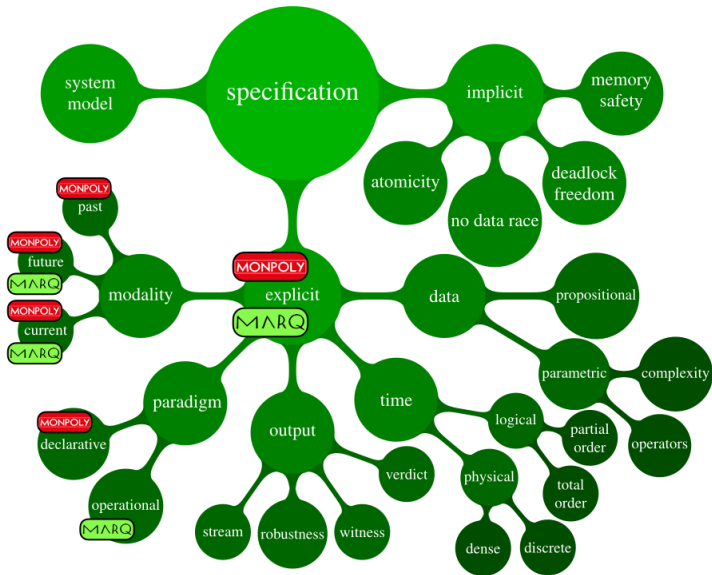 system
model
specification
implicit
memory
safety
atomicity
no data race
deadlock
freedom
MONPOLY
past
MONPOLY
future
MARQ
MONPOLY
current
MARQ
modality
MONPOLY
explicit
MARQ
data
propositional
parametric
complexity
operators
paradigm
MONPOLY
declarative
operational
MARQ
output
stream
robustness
witness
verdict
time
logical
partial
order
total
order
physical
dense
discrete